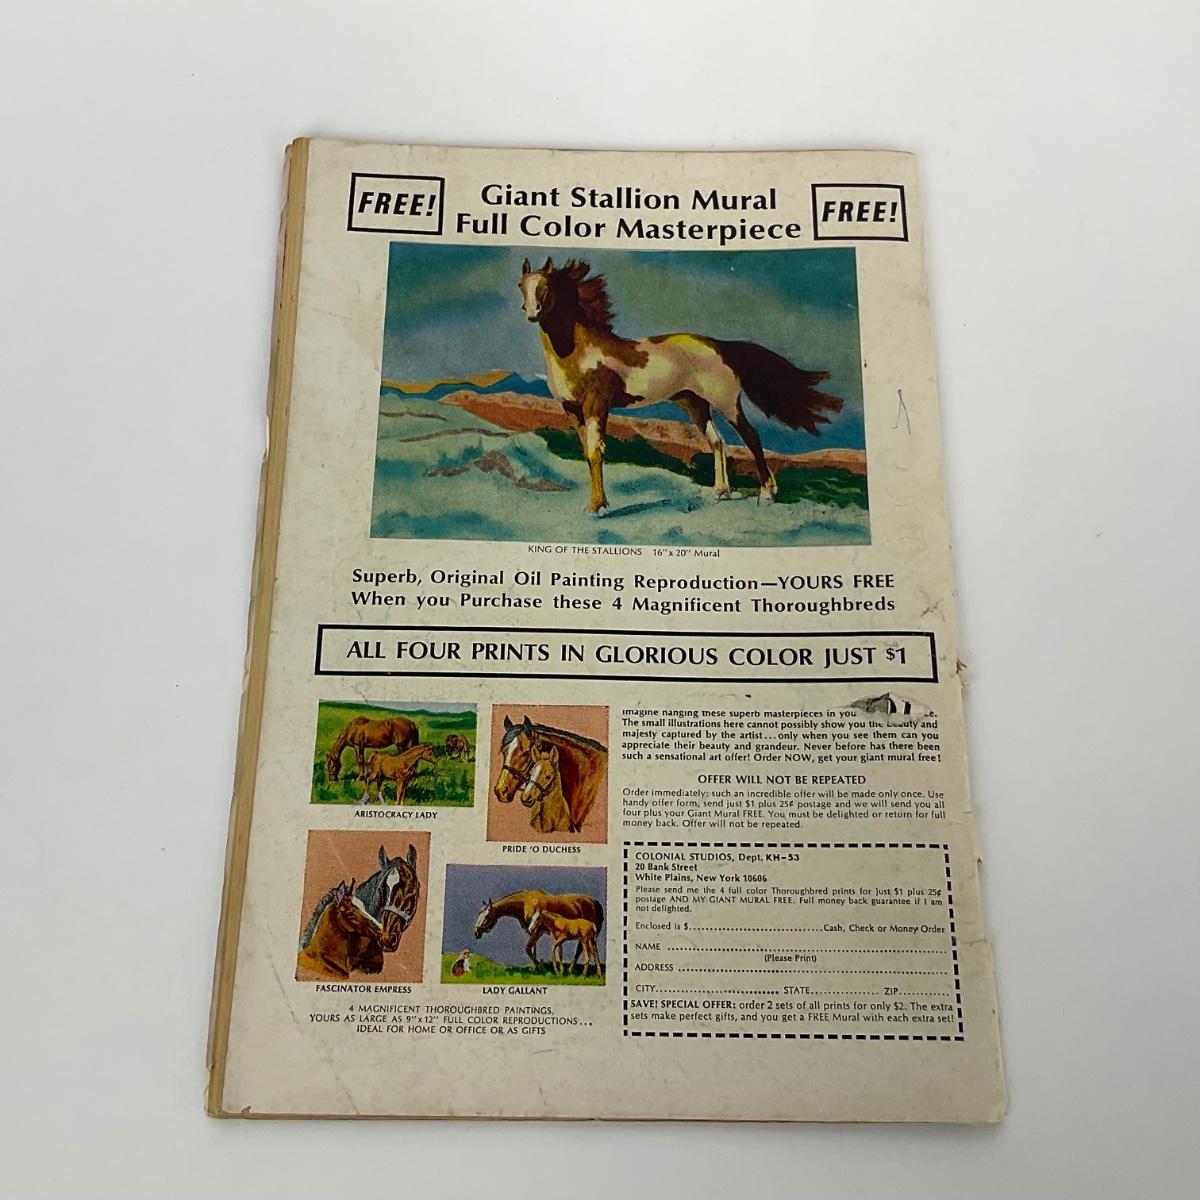 FREE!
Giant Stallion Mural
Full Color Masterpiece
FREE!
KING OF THE STALLIONS 16"x 20" Mural
Superb, Original Oil Painting Reproduction—YOURS FREE
When you Purchase these 4 Magnificent Thoroughbreds
ALL FOUR PRINTS IN GLORIOUS COLOR JUST $1
ARISTOCRACY LADY
PRIDE 'O DUCHESS
FASCINATOR EMPRESS
LADY GALLANT
4 MAGNIFICENT THOROUGHBRED PAINTINGS,
YOURS AS LARGE AS 9"x12" FULL COLOR REPRODUCTIONS...
IDEAL FOR HOME OR OFFICE OR AS GIFTS
Imagine hanging these superb masterpieces in you
The small illustrations here cannot possibly show you the beauty and
majesty captured by the artist...only when you see them can you
appreciate their beauty and grandeur. Never before has there been
such a sensational art offer! Order NOW, get your giant mural free!
OFFER WILL NOT BE REPEATED
Order immediately: such an incredible offer will be made only once. Use
handy offer form, send just $1 plus 25¢ postage and we will send you all
four plus your Giant Mural FREE. You must be delighted or return for full
money back. Offer will not be repeated.
COLONIAL STUDIOS, Dept. KH-53
20 Bank Street
White Plains, New York 10606
Please send me the 4 full color Thoroughbred prints for just $1 plus 25¢
postage AND MY GIANT MURAL FREE. Full money back guarantee if I am
not delighted.
Enclosed is $..............................Cash, Check or Money Order
NAME ..............................
(Please Print)
ADDRESS ..............................
CITY.............................. STATE.................. ZIP............
SAVE! SPECIAL OFFER: order 2 sets of all prints for only $2. The extra
sets make perfect gifts, and you get a FREE Mural with each extra set!